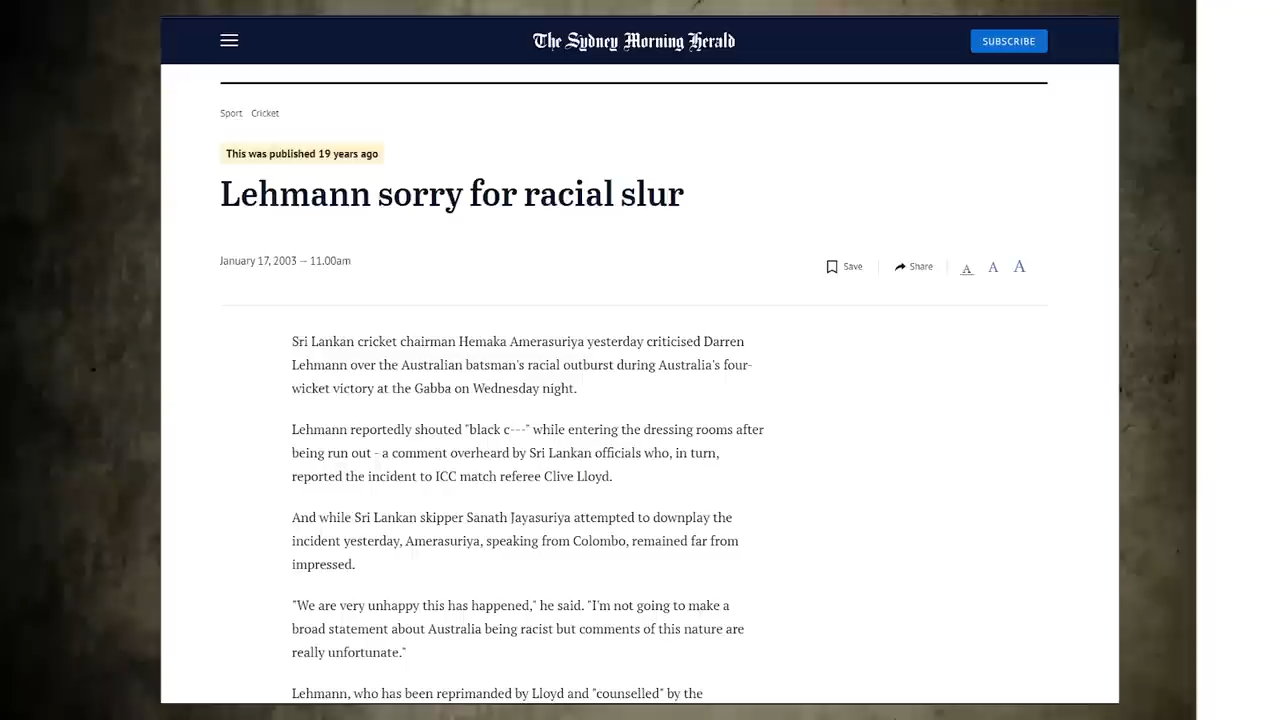 The Sydney Morning Herald
SUBSCRIBE
Sport Cricket
This was published 19 years ago
Lehmann sorry for racial slur
January 17, 2003 — 11.00am
Save
Share
A A A
Sri Lankan cricket chairman Hemaka Amerasuriya yesterday criticised Darren
Lehmann over the Australian batsman's racial outburst during Australia's four-
wicket victory at the Gabba on Wednesday night.
Lehmann reportedly shouted "black c---" while entering the dressing rooms after
being run out - a comment overheard by Sri Lankan officials who, in turn,
reported the incident to ICC match referee Clive Lloyd.
And while Sri Lankan skipper Sanath Jayasuriya attempted to downplay the
incident yesterday, Amerasuriya, speaking from Colombo, remained far from
impressed.
"We are very unhappy this has happened," he said. "I'm not going to make a
broad statement about Australia being racist but comments of this nature are
really unfortunate."
Lehmann, who has been reprimanded by Lloyd and "counselled" by the